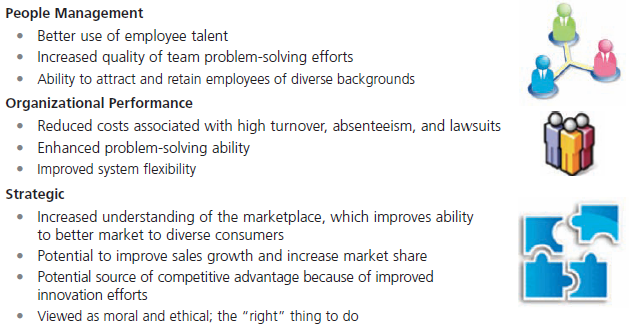 People Management
• Better use of employee talent
• Increased quality of team problem-solving efforts
• Ability to attract and retain employees of diverse backgrounds
Organizational Performance
• Reduced costs associated with high turnover, absenteeism, and lawsuits
• Enhanced problem-solving ability
• Improved system flexibility
Strategic
• Increased understanding of the marketplace, which improves ability
to better market to diverse consumers
• Potential to improve sales growth and increase market share
• Potential source of competitive advantage because of improved
innovation efforts
• Viewed as moral and ethical; the “right” thing to do